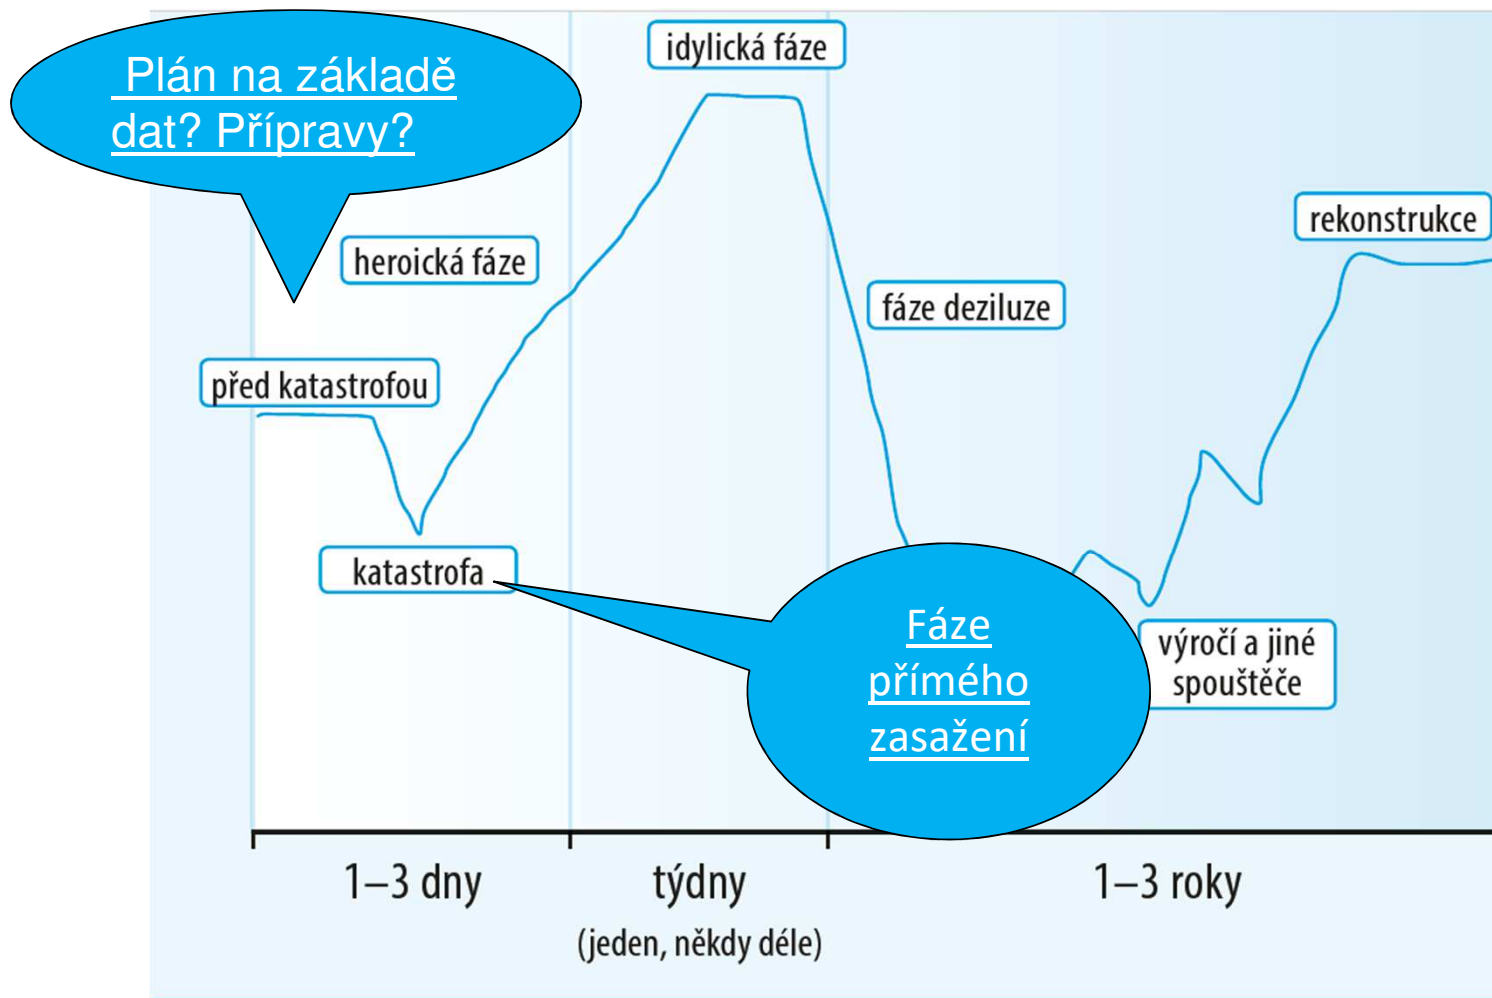 idylická fáze
Plán na základě
dat? Přípravy?
rekonstrukce
heroická fáze
fáze deziluze
před katastrofou
katastrofa
Fáze
přímého
zasažení
výročí a jiné
spouštěče
1–3 dny
týdny
(jeden, někdy déle)
1–3 roky